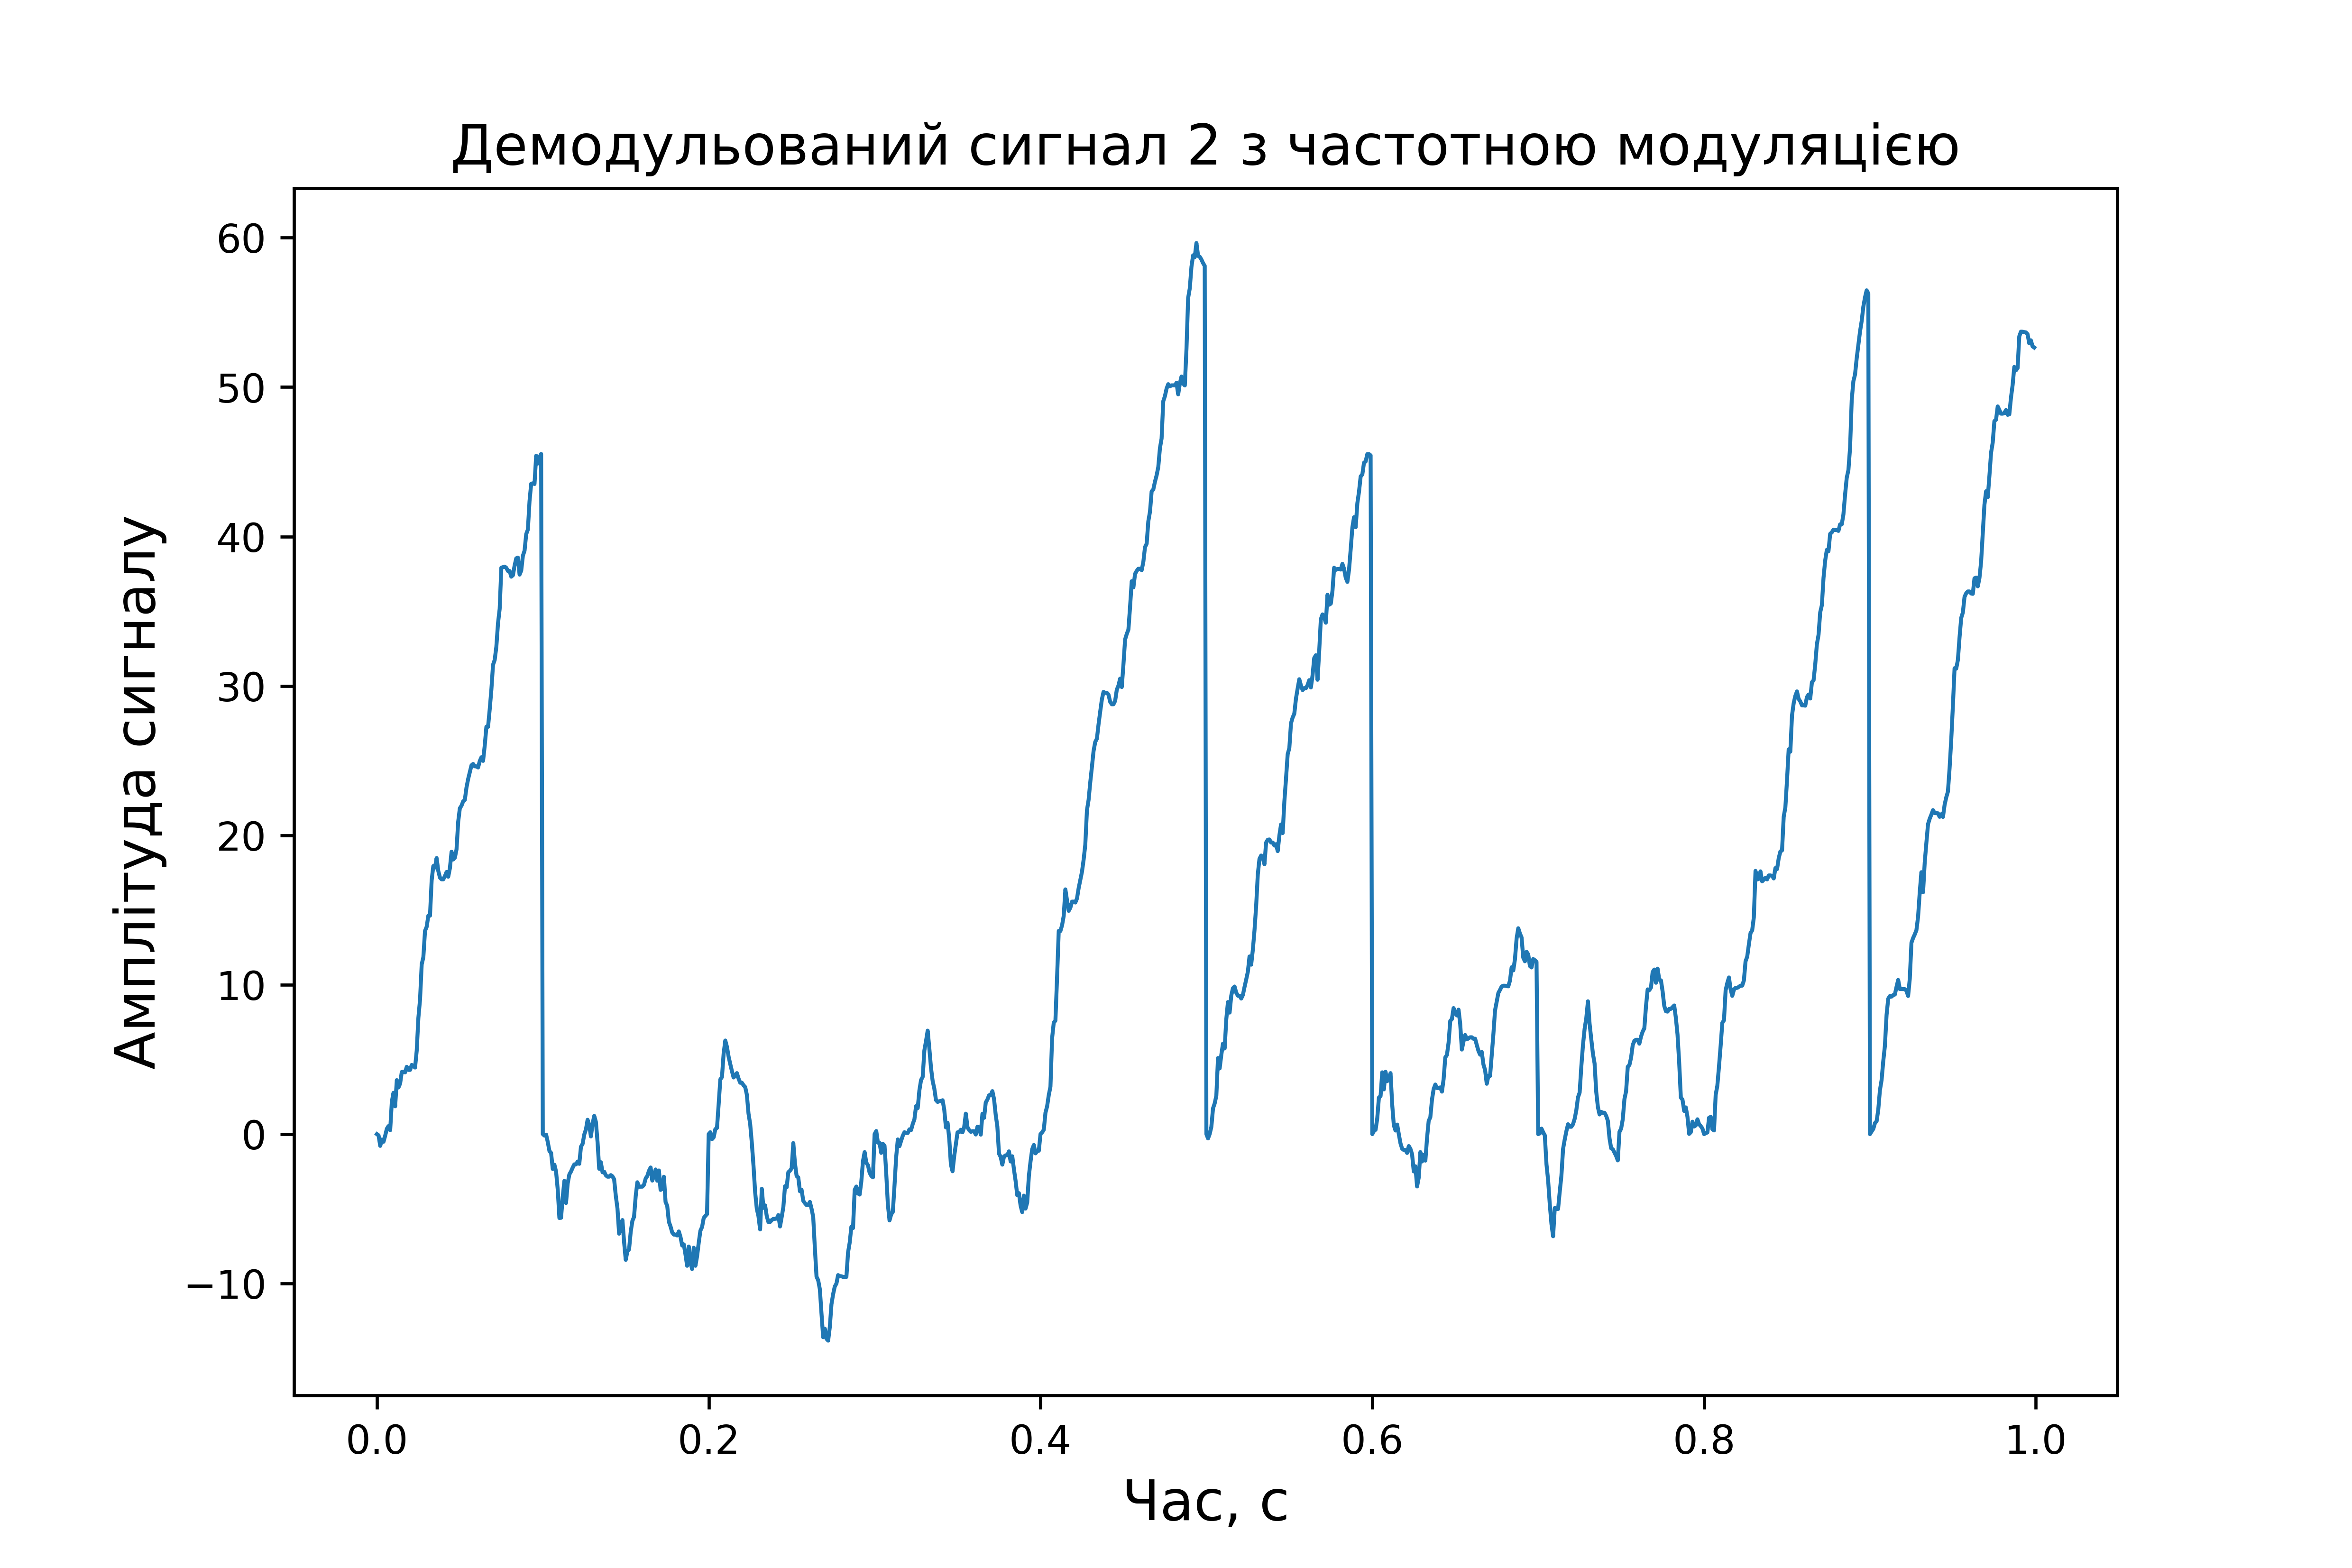 Демодульований сигнал 2 з частотною модуляцією
60
50
40
30
20
10
0
−10
Амплітуда сигналу
0.0 0.2 0.4 0.6 0.8 1.0
Час, с